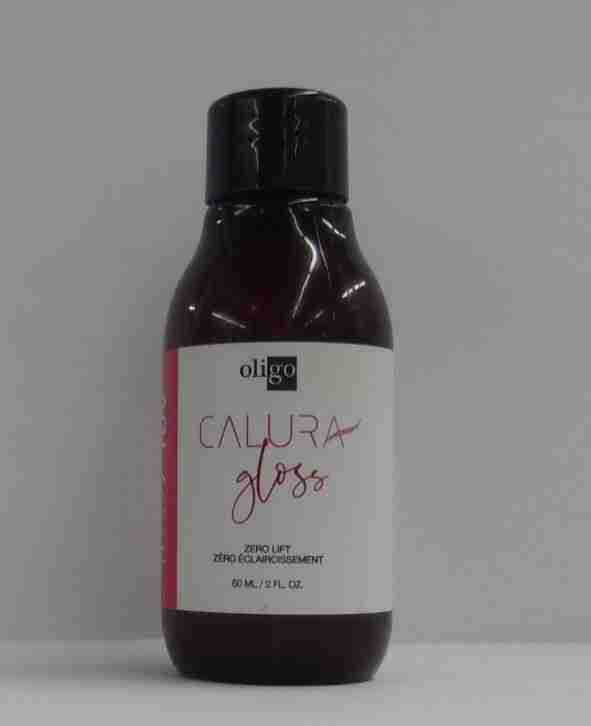 oligo
CALURA
gloss
ZERO LIFT
ZÉRO ÉCLAIRCISSEMENT
60 ML / 2 FL. OZ.